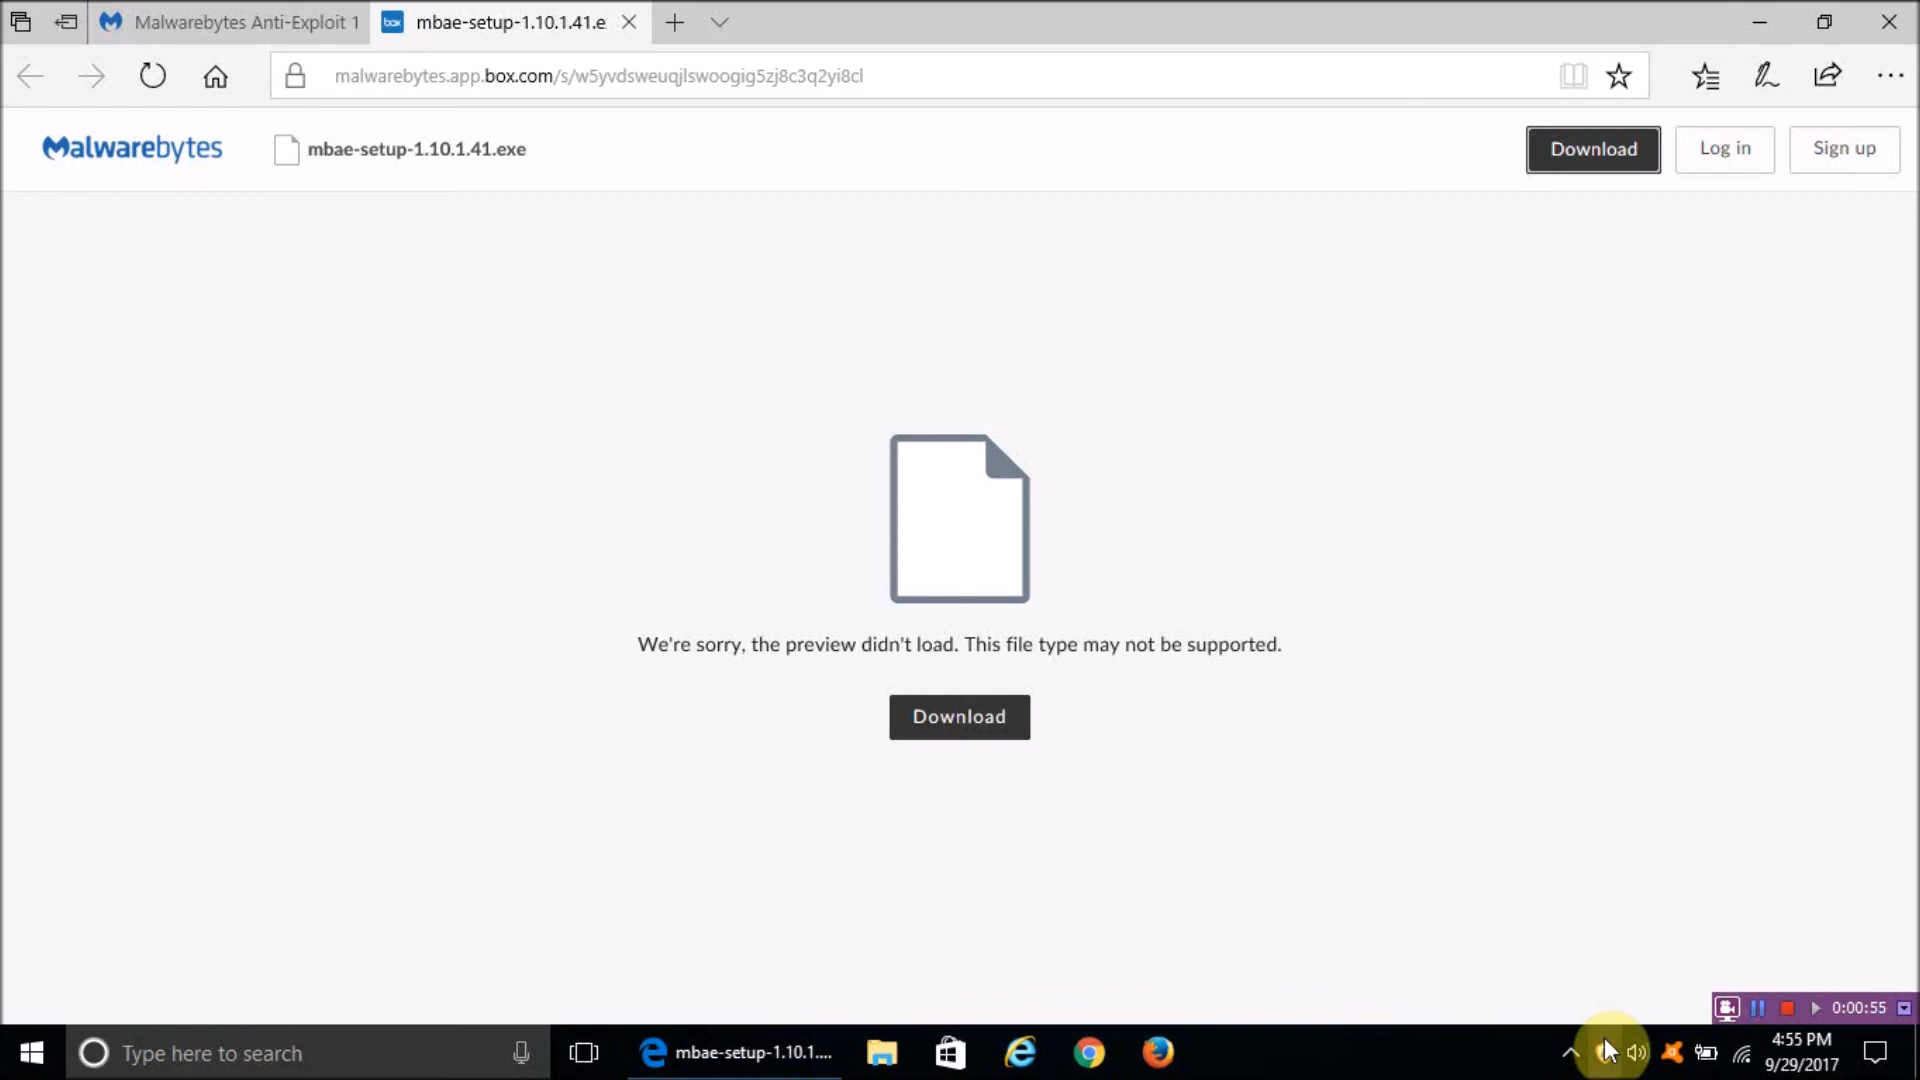 Malwarebytes Anti-Exploit 1
box
mbae-setup-1.10.1.41.e
malwarebytes.app.box.com/s/w5yvdsweuqjlswoogig5zj8c3q2yi8cl
Malwarebytes
mbae-setup-1.10.1.41.exe
Download
Log in
Sign up
We're sorry, the preview didn't load. This file type may not be supported.
Download
0:00:55
Type here to search
mbae-setup-1.10.1....
4:55 PM
9/29/2017